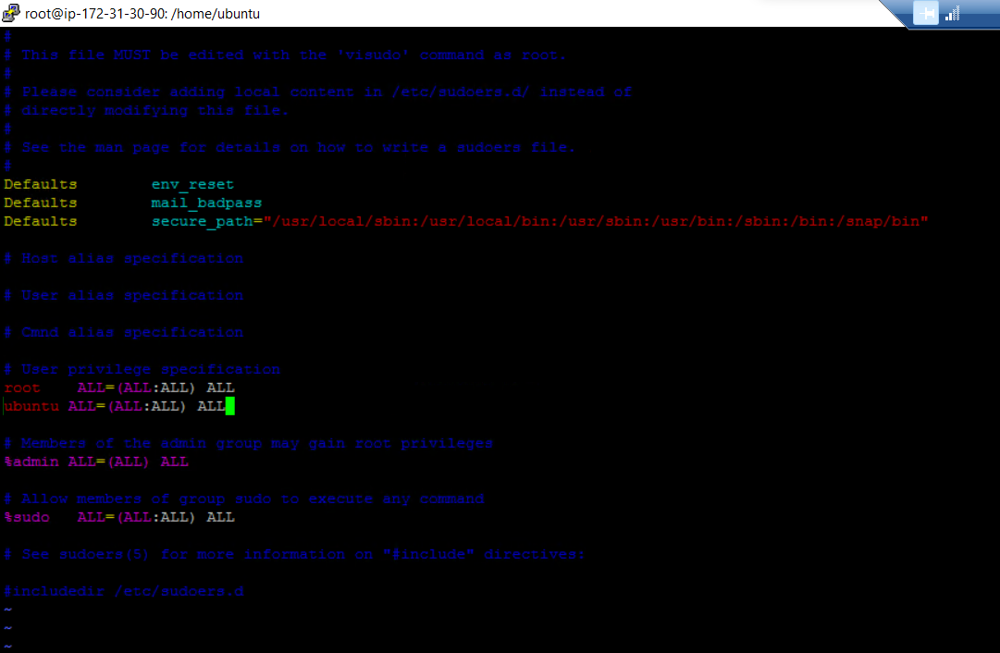 root@ip-172-31-30-90: /home/ubuntu
#
# This file MUST be edited with the 'visudo' command as root.
#
# Please consider adding local content in /etc/sudoers.d/ instead of
# directly modifying this file.
#
# See the man page for details on how to write a sudoers file.
#
Defaults        env_reset
Defaults        mail_badpass
Defaults        secure_path="/usr/local/sbin:/usr/local/bin:/usr/sbin:/usr/bin:/sbin:/bin:/snap/bin"
# Host alias specification
# User alias specification
# Cmnd alias specification
# User privilege specification
root    ALL=(ALL:ALL) ALL
ubuntu ALL=(ALL:ALL) ALL
# Members of the admin group may gain root privileges
%admin ALL=(ALL) ALL
# Allow members of group sudo to execute any command
%sudo   ALL=(ALL:ALL) ALL
# See sudoers(5) for more information on "#include" directives:
#includedir /etc/sudoers.d
~
~
~